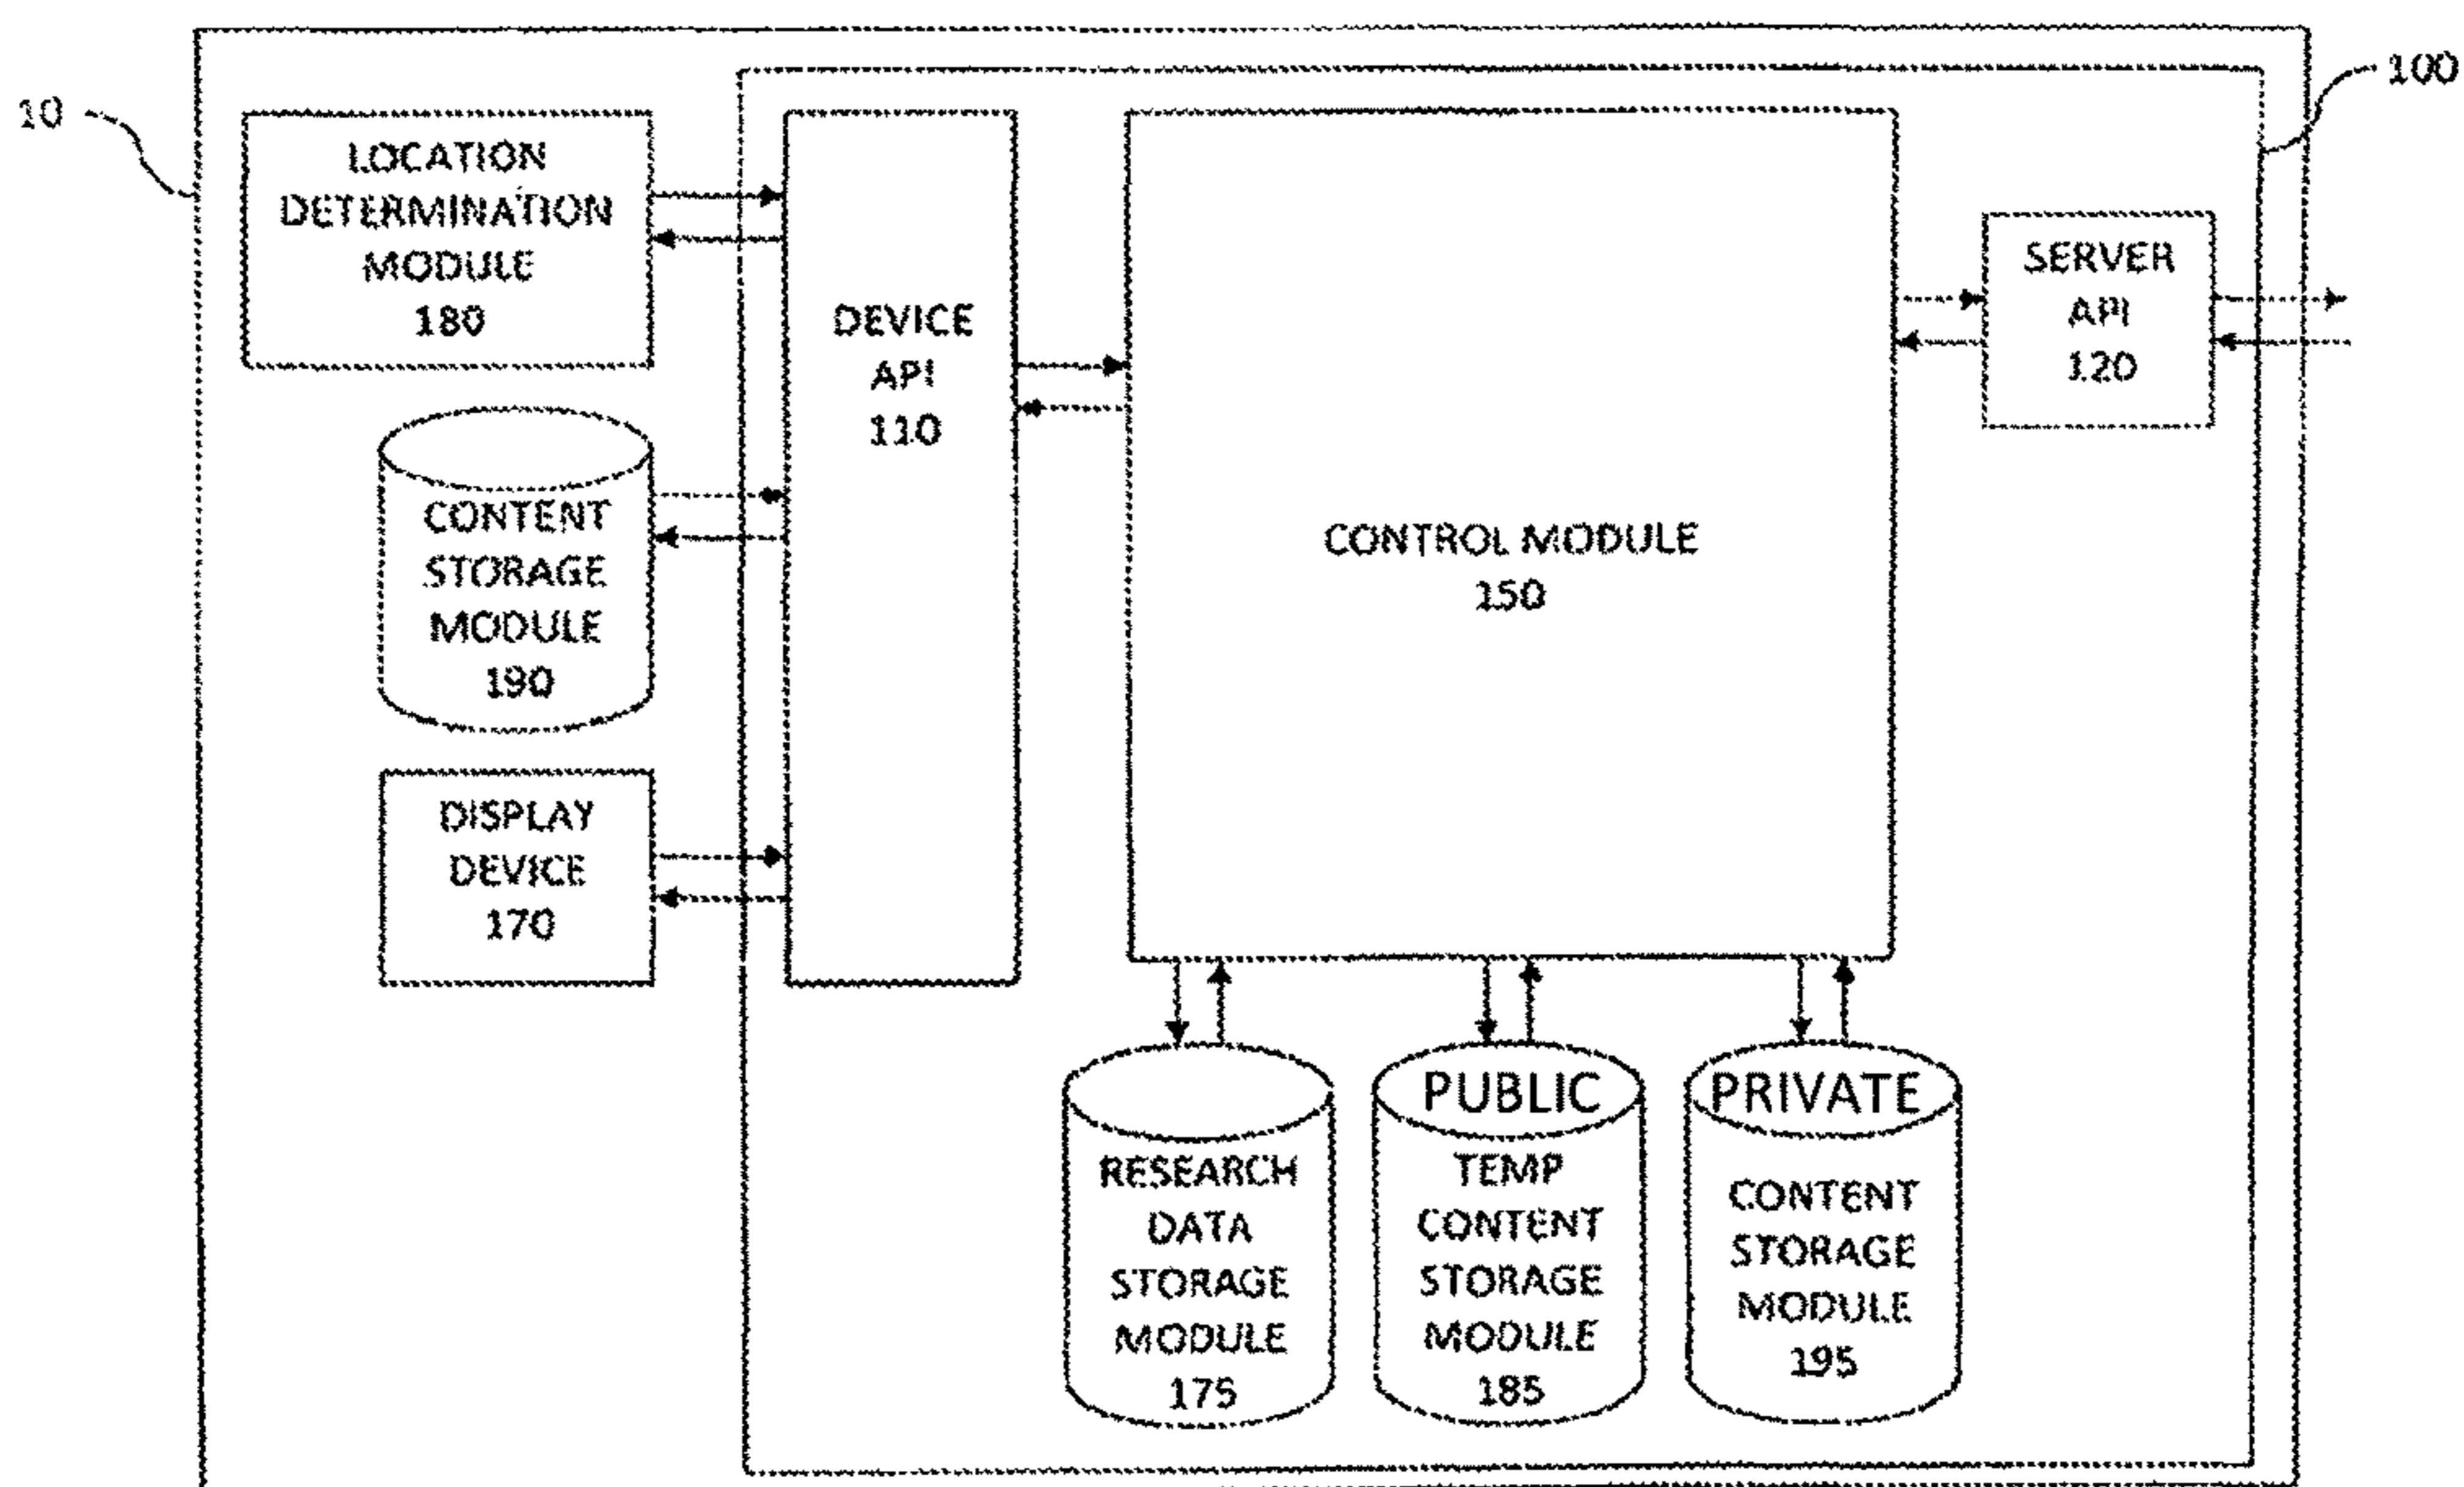 10
100
LOCATION
DETERMINATION
MODULE
180
CONTENT
STORAGE
MODULE
190
DISPLAY
DEVICE
170
DEVICE
API
110
CONTROL MODULE
150
SERVER
API
120
RESEARCH
DATA
STORAGE
MODULE
175
PUBLIC
TEMP
CONTENT
STORAGE
MODULE
185
PRIVATE
CONTENT
STORAGE
MODULE
195